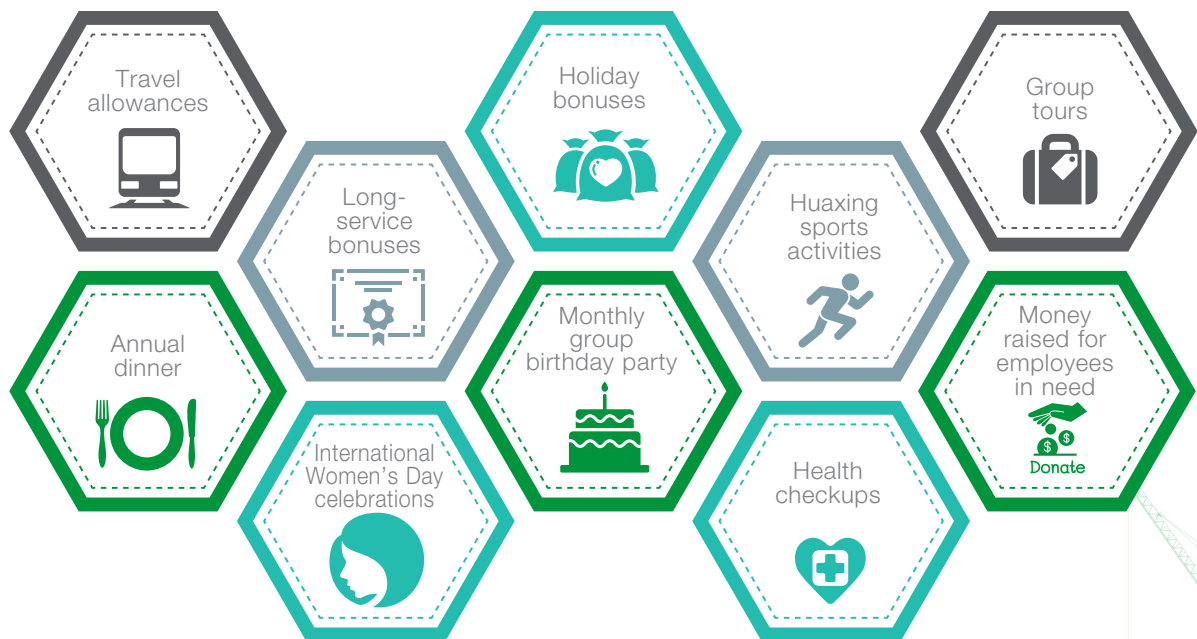 Travel
allowances
Holiday
bonuses
Group
tours
Long-
service
bonuses
Huaxing
sports
activities
Annual
dinner
Monthly
group
birthday party
Money
raised for
employees
in need
$
$
Donate
International
Women's Day
celebrations
Health
checkups